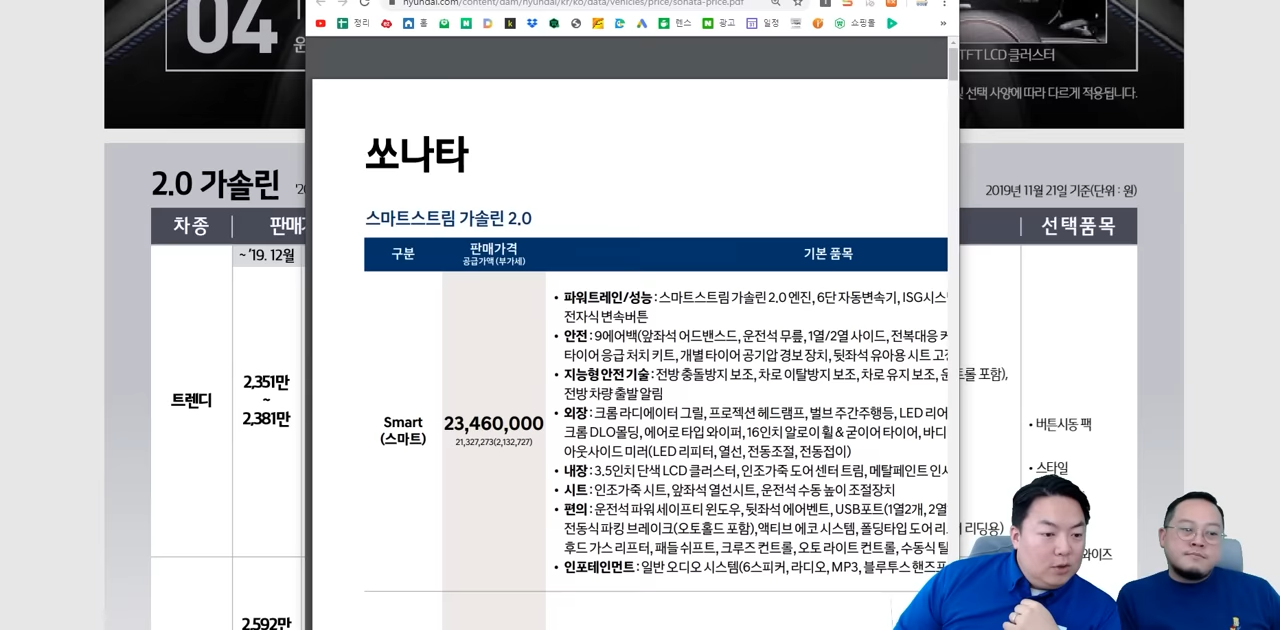 04
hyundai.com/content/dam/hyundai/kr/ko/data/vehicles/price/sonata-price.pdf
정리
홈
렌스
광고
일정
쇼핑몰
TFT LCD 클러스터
및 선택 사양에 따라 다르게 적용됩니다.
2.0 가솔린
2019년 11월 21일 기준(단위 : 원)
차종
판매가
선택품목
~ '19. 12월
트렌디
2,351만
~
2,381만
2,592만
• 버튼시동 팩
• 스타일
쏘나타
스마트스트림 가솔린 2.0
구분
판매가격
공급가액 (부가세)
기본 품목
Smart
(스마트)
23,460,000
21,327,273(2,132,727)
• 파워트레인/성능 : 스마트스트림 가솔린 2.0 엔진, 6단 자동변속기, ISG시스
전자식 변속버튼
• 안전 : 9에어백(앞좌석 어드밴스드, 운전석 무릎, 1열/2열 사이드, 전복대응
타이어 응급 처치 키트, 개별 타이어 공기압 경보 장치, 뒷좌석 유아용 시트 고
• 지능형 안전 기술 : 전방 충돌방지 보조, 차로 이탈방지 보조, 차로 유지 보조, 운
트롤 포함),
전방 차량 출발 알림
• 외장 : 크롬 라디에이터 그릴, 프로젝션 헤드램프, 벌브 주간주행등, LED 리어
크롬 DLO몰딩, 에어로 타입 와이퍼, 16인치 알로이 휠 & 굳이어 타이어, 바디
아웃사이드 미러(LED 리피터, 열선, 전동조절, 전동접이)
• 내장 : 3.5인치 단색 LCD 클러스터, 인조가죽 도어 센터 트림, 메탈페인트 인
• 시트 : 인조가죽 시트, 앞좌석 열선시트, 운전석 수동 높이 조절장치
• 편의 : 운전석 파워 세이프티 윈도우, 뒷좌석 에어벤트, USB포트(1열2개, 2열
전동식 파킹 브레이크(오토홀드 포함), 액티브 에코 시스템, 폴딩타입 도어 리
리딩용)
후드 가스 리프터, 패들 쉬프트, 크루즈 컨트롤, 오토 라이트 컨트롤, 수동식 틸
와이즈
• 인포테인먼트 : 일반 오디오 시스템(6스피커, 라디오, MP3, 블루투스 핸즈프